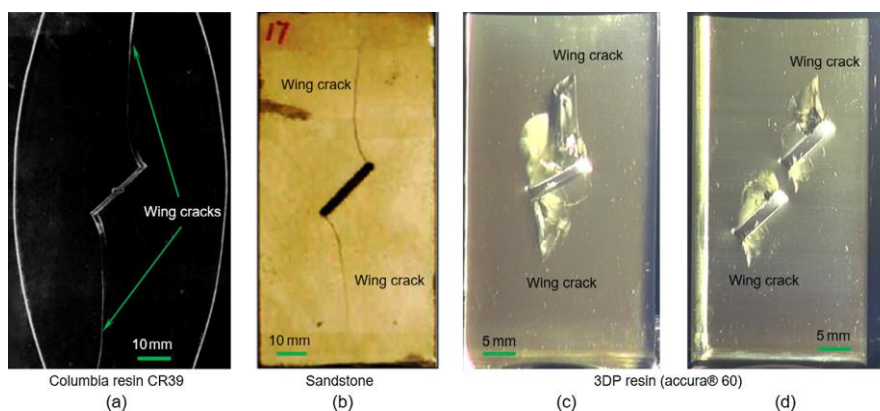 17
Wing crack
Wing crack
Wing crack
Wing cracks
Wing crack
Wing crack
Wing crack
10 mm
10 mm
5 mm
5 mm
Columbia resin CR39
Sandstone
3DP resin (accura® 60)
(a)
(b)
(c)
(d)